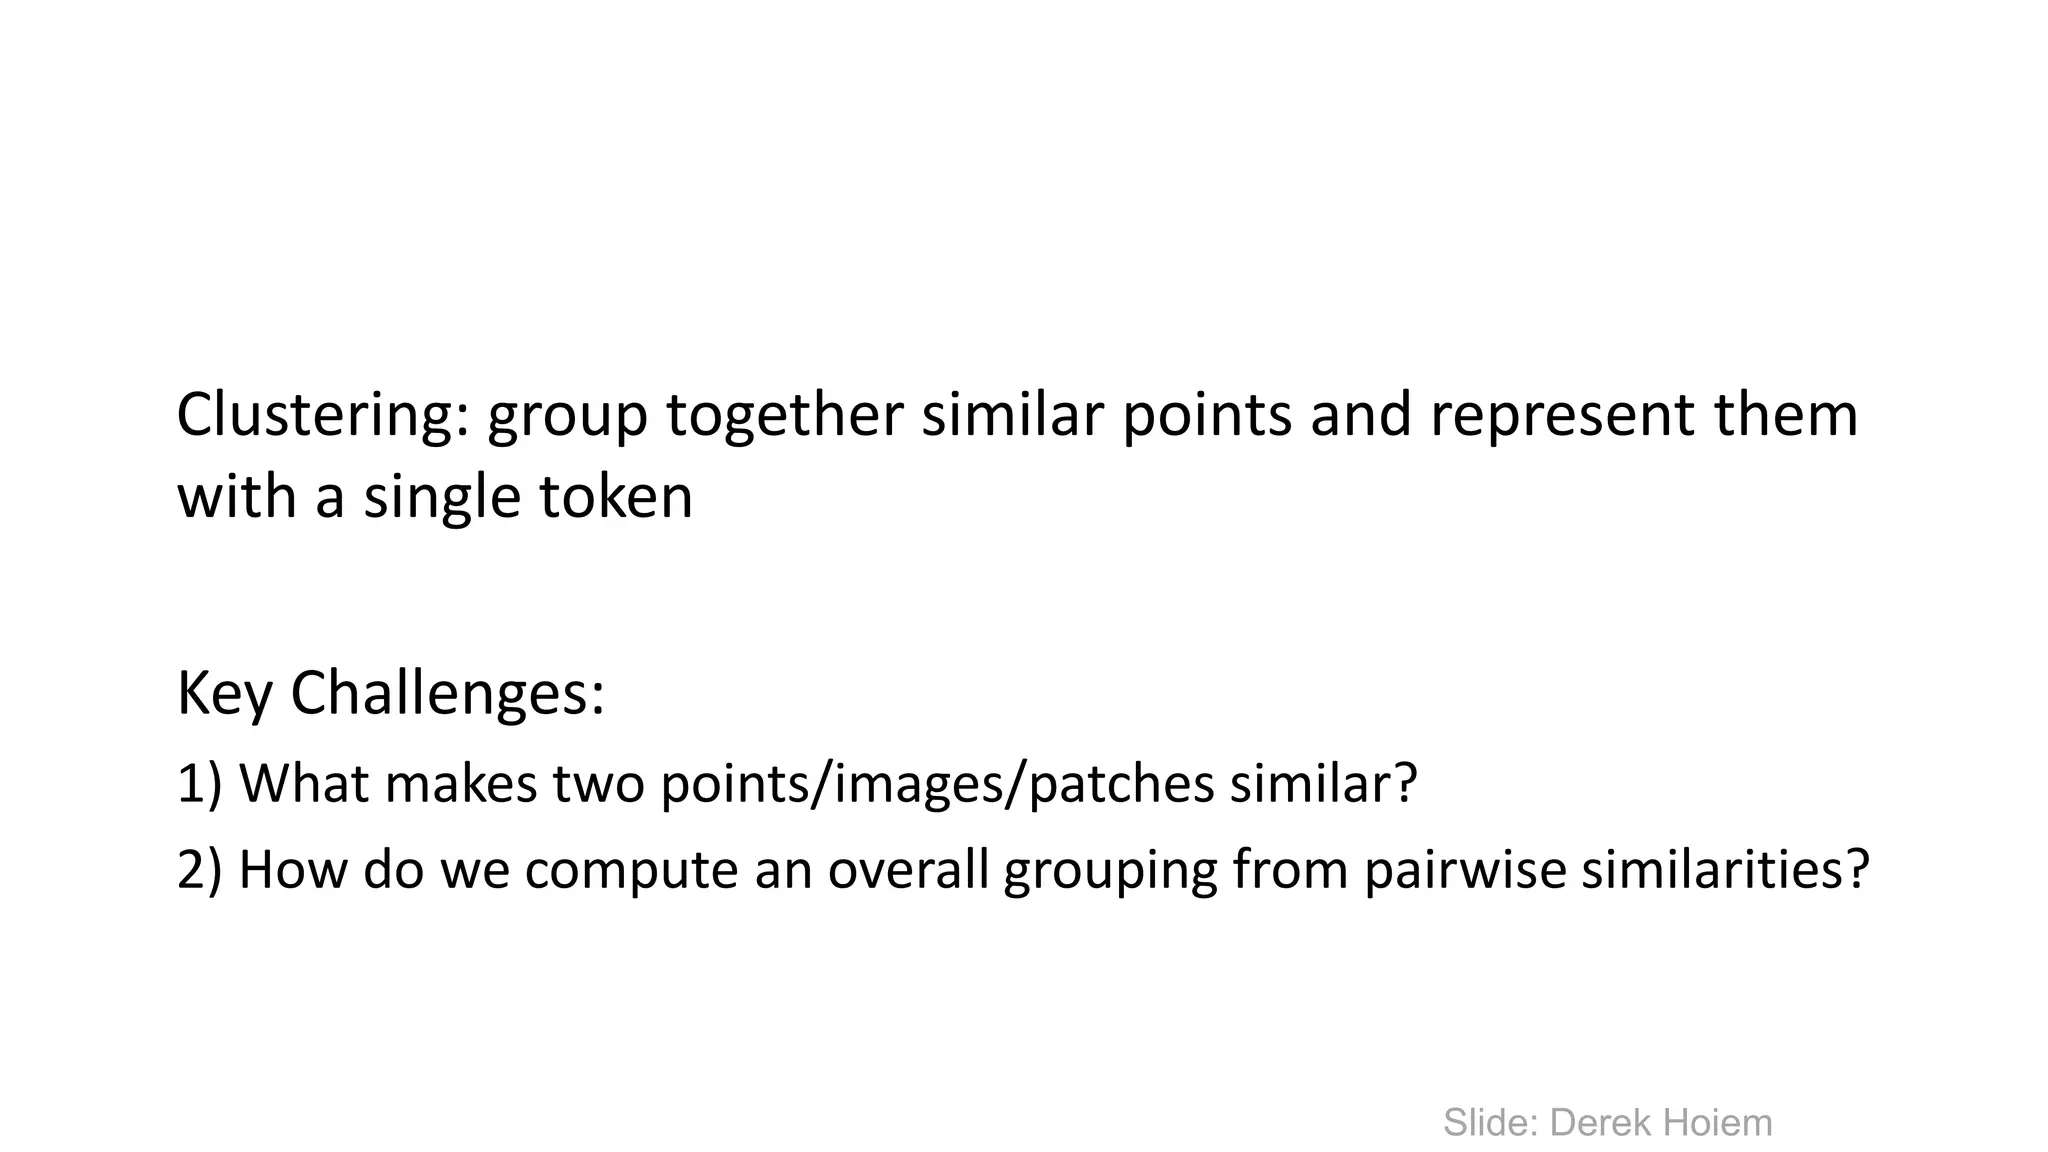 Clustering: group together similar points and represent them
with a single token
Key Challenges:
1) What makes two points/images/patches similar?
2) How do we compute an overall grouping from pairwise similarities?
Slide: Derek Hoiem